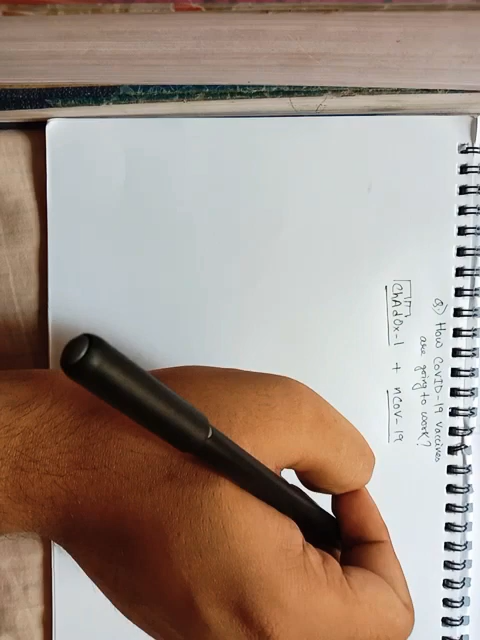 Q) How COVID-19 vaccines
are going to work?
ChAdOx-1 + nCoV-19